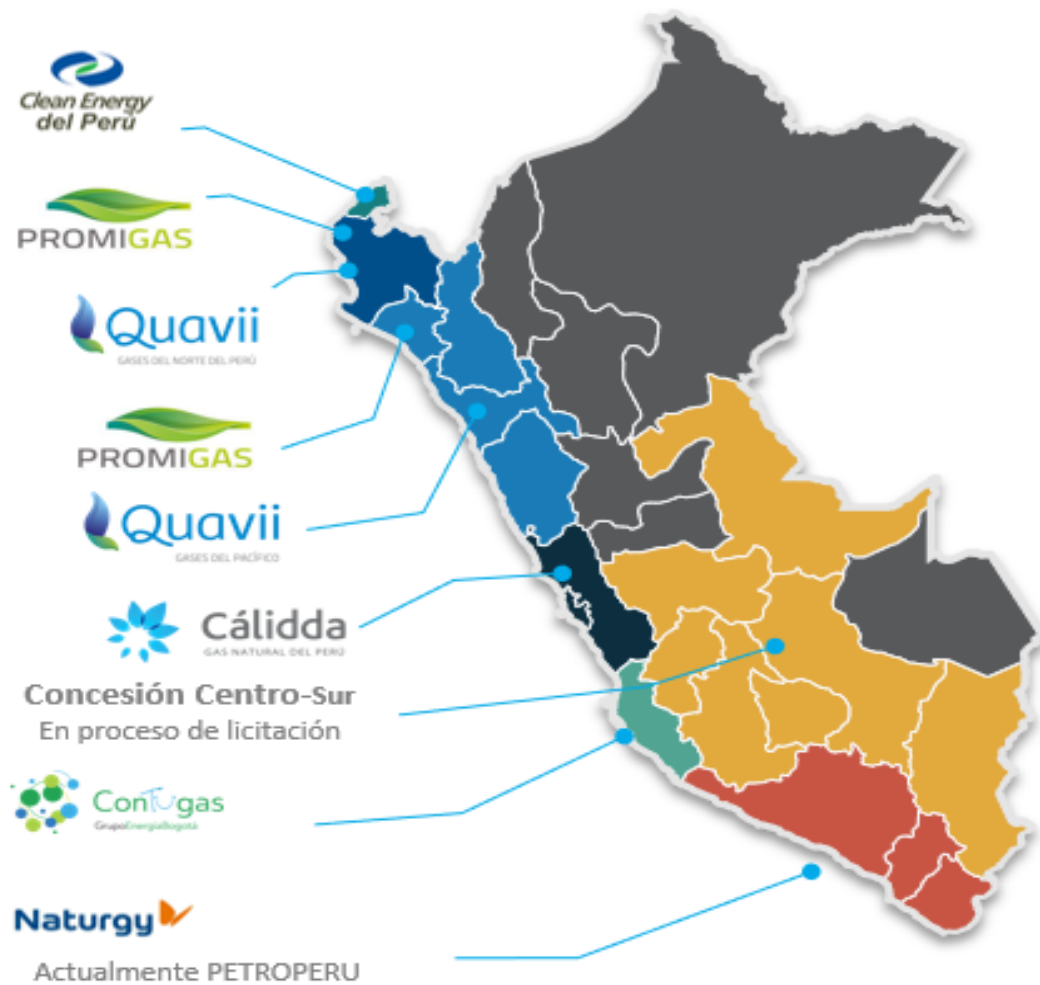 Clean Energy
del Perú
PROMIGAS
Quavii
GASES DEL NORTE DEL PERÚ
PROMIGAS
Quavii
GASES DEL PACÍFICO
Cálidda
GAS NATURAL DEL PERÚ
Concesión Centro-Sur
En proceso de licitación
ConTugas
GrupoEnergíaBogotá
Naturgy
Actualmente PETROPERU